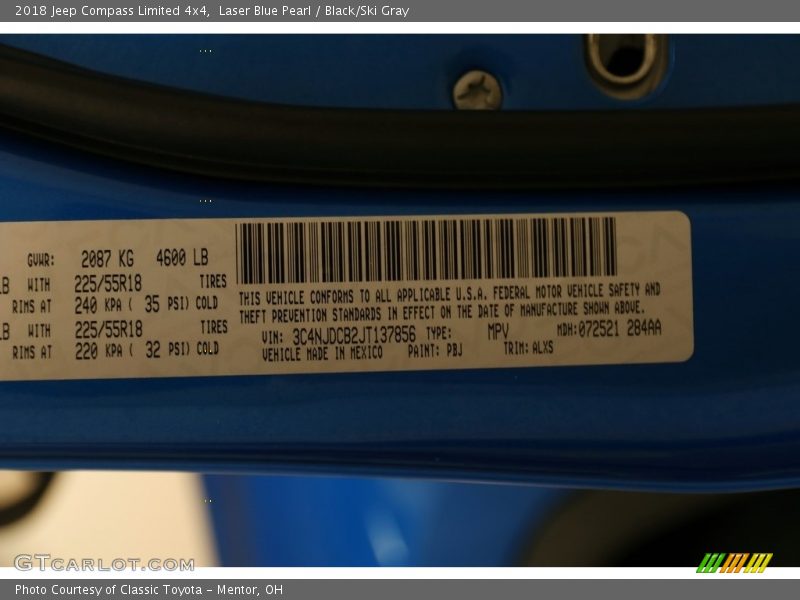 2018 Jeep Compass Limited 4x4,  Laser Blue Pearl / Black/Ski Gray
GVWR: 2087 KG 4600 LB
LB WITH 225/55R18 TIRES
RIMS AT 240 KPA ( 35 PSI) COLD
LB WITH 225/55R18 TIRES
RIMS AT 220 KPA ( 32 PSI) COLD
THIS VEHICLE CONFORMS TO ALL APPLICABLE U.S.A. FEDERAL MOTOR VEHICLE SAFETY AND
THEFT PREVENTION STANDARDS IN EFFECT ON THE DATE OF MANUFACTURE SHOWN ABOVE.
VIN: 3C4NJDCB2JT137856 TYPE: MPV MDH:072521 284AA
VEHICLE MADE IN MEXICO PAINT: PBJ TRIM: ALXS
GTCARLOT.COM
Photo Courtesy of Classic Toyota - Mentor, OH